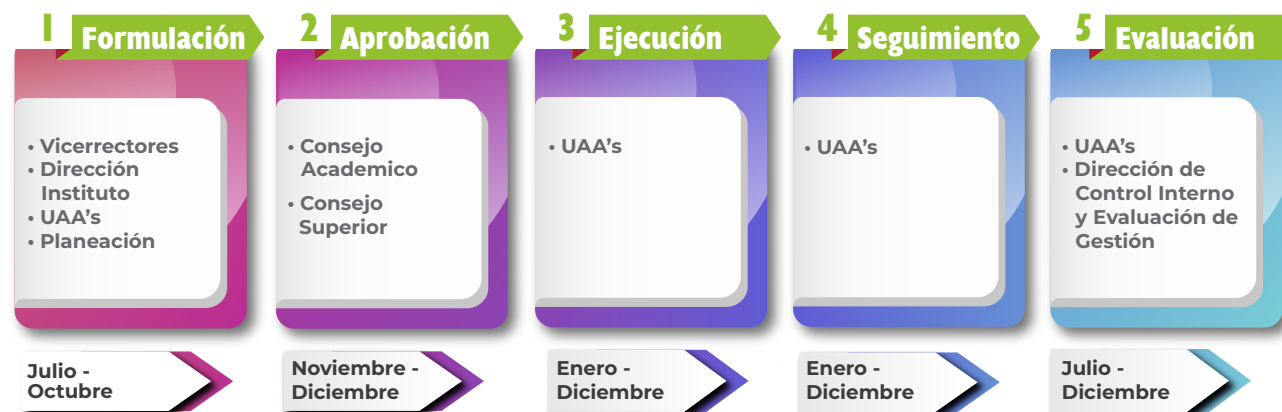 1 Formulación
• Vicerrectores
• Dirección
Instituto
• UAA’s
• Planeación
Julio -
Octubre
2 Aprobación
• Consejo
Academico
• Consejo
Superior
Noviembre -
Diciembre
3 Ejecución
• UAA’s
Enero -
Diciembre
4 Seguimiento
• UAA’s
Enero -
Diciembre
5 Evaluación
• UAA’s
• Dirección de
Control Interno
y Evaluación de
Gestión
Julio -
Diciembre